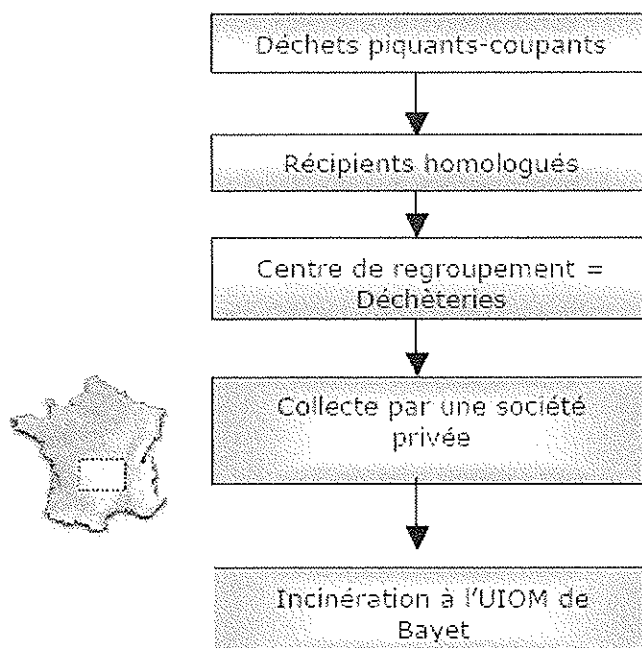 Déchets piquants-coupants
Récipients homologués
Centre de regroupement =
Déchèteries
Collecte par une société
privée
Incinération à l'UIOM de
Bayet